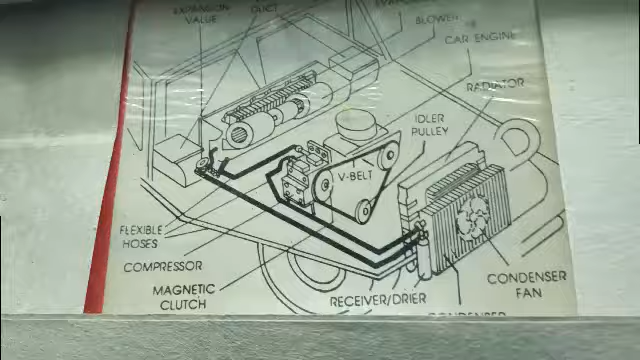 EXPANSION
VALVE
DUCT
BLOWER
CAR ENGINE
RADIATOR
IDLER
PULLEY
V-BELT
FLEXIBLE
HOSES
COMPRESSOR
MAGNETIC
CLUTCH
RECEIVER/DRIER
CONDENSER
FAN
CONDENSER